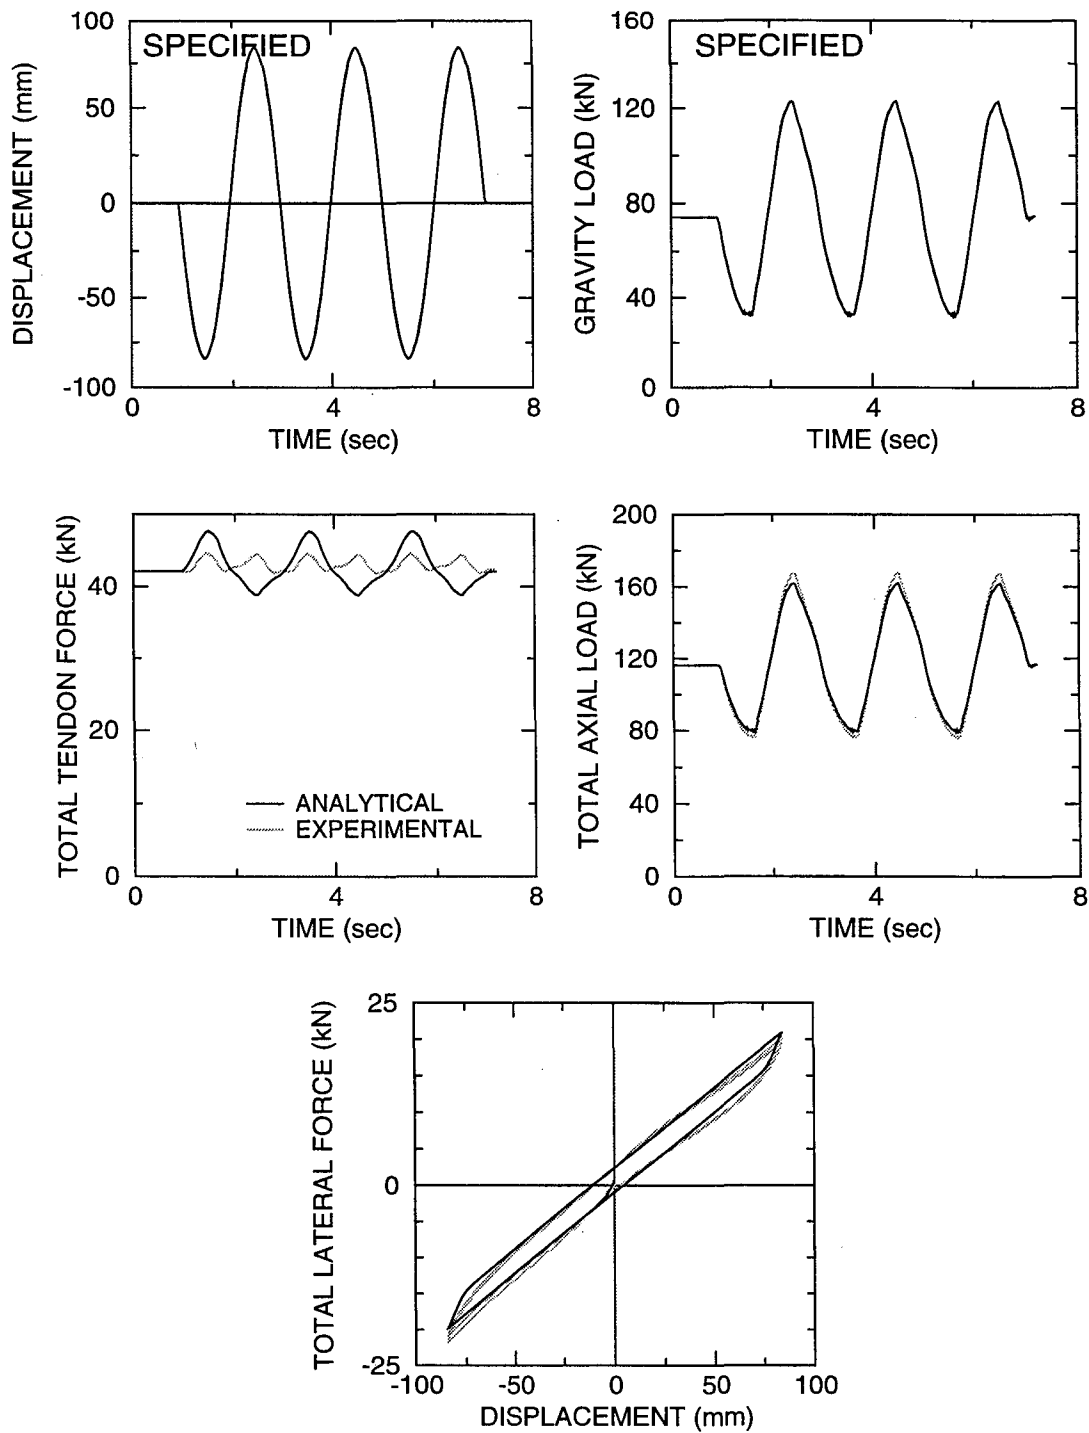 SPECIFIED
DISPLACEMENT (mm)
100
50
0
-50
-100
0
4
8
TIME (sec)
SPECIFIED
GRAVITY LOAD (kN)
160
120
80
40
0
0
4
8
TIME (sec)
TOTAL TENDON FORCE (kN)
40
20
0
ANALYTICAL
EXPERIMENTAL
0
4
8
TIME (sec)
TOTAL AXIAL LOAD (kN)
200
160
120
80
40
0
0
4
8
TIME (sec)
TOTAL LATERAL FORCE (kN)
25
0
-25
-100
-50
0
50
100
DISPLACEMENT (mm)